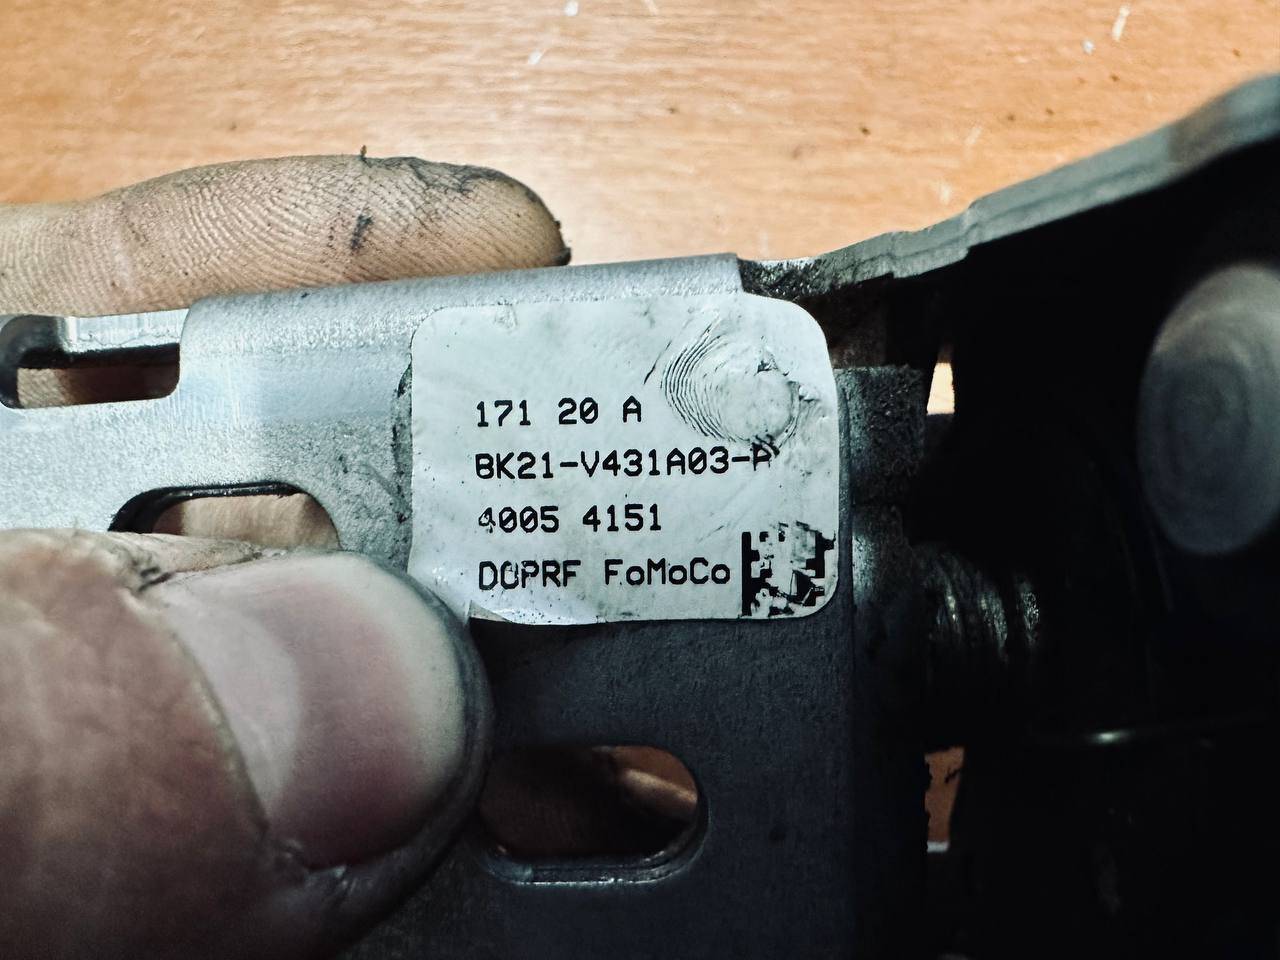 171 20 A
BK21-V431A03-A
4005 4151
DOPRF FoMoCo